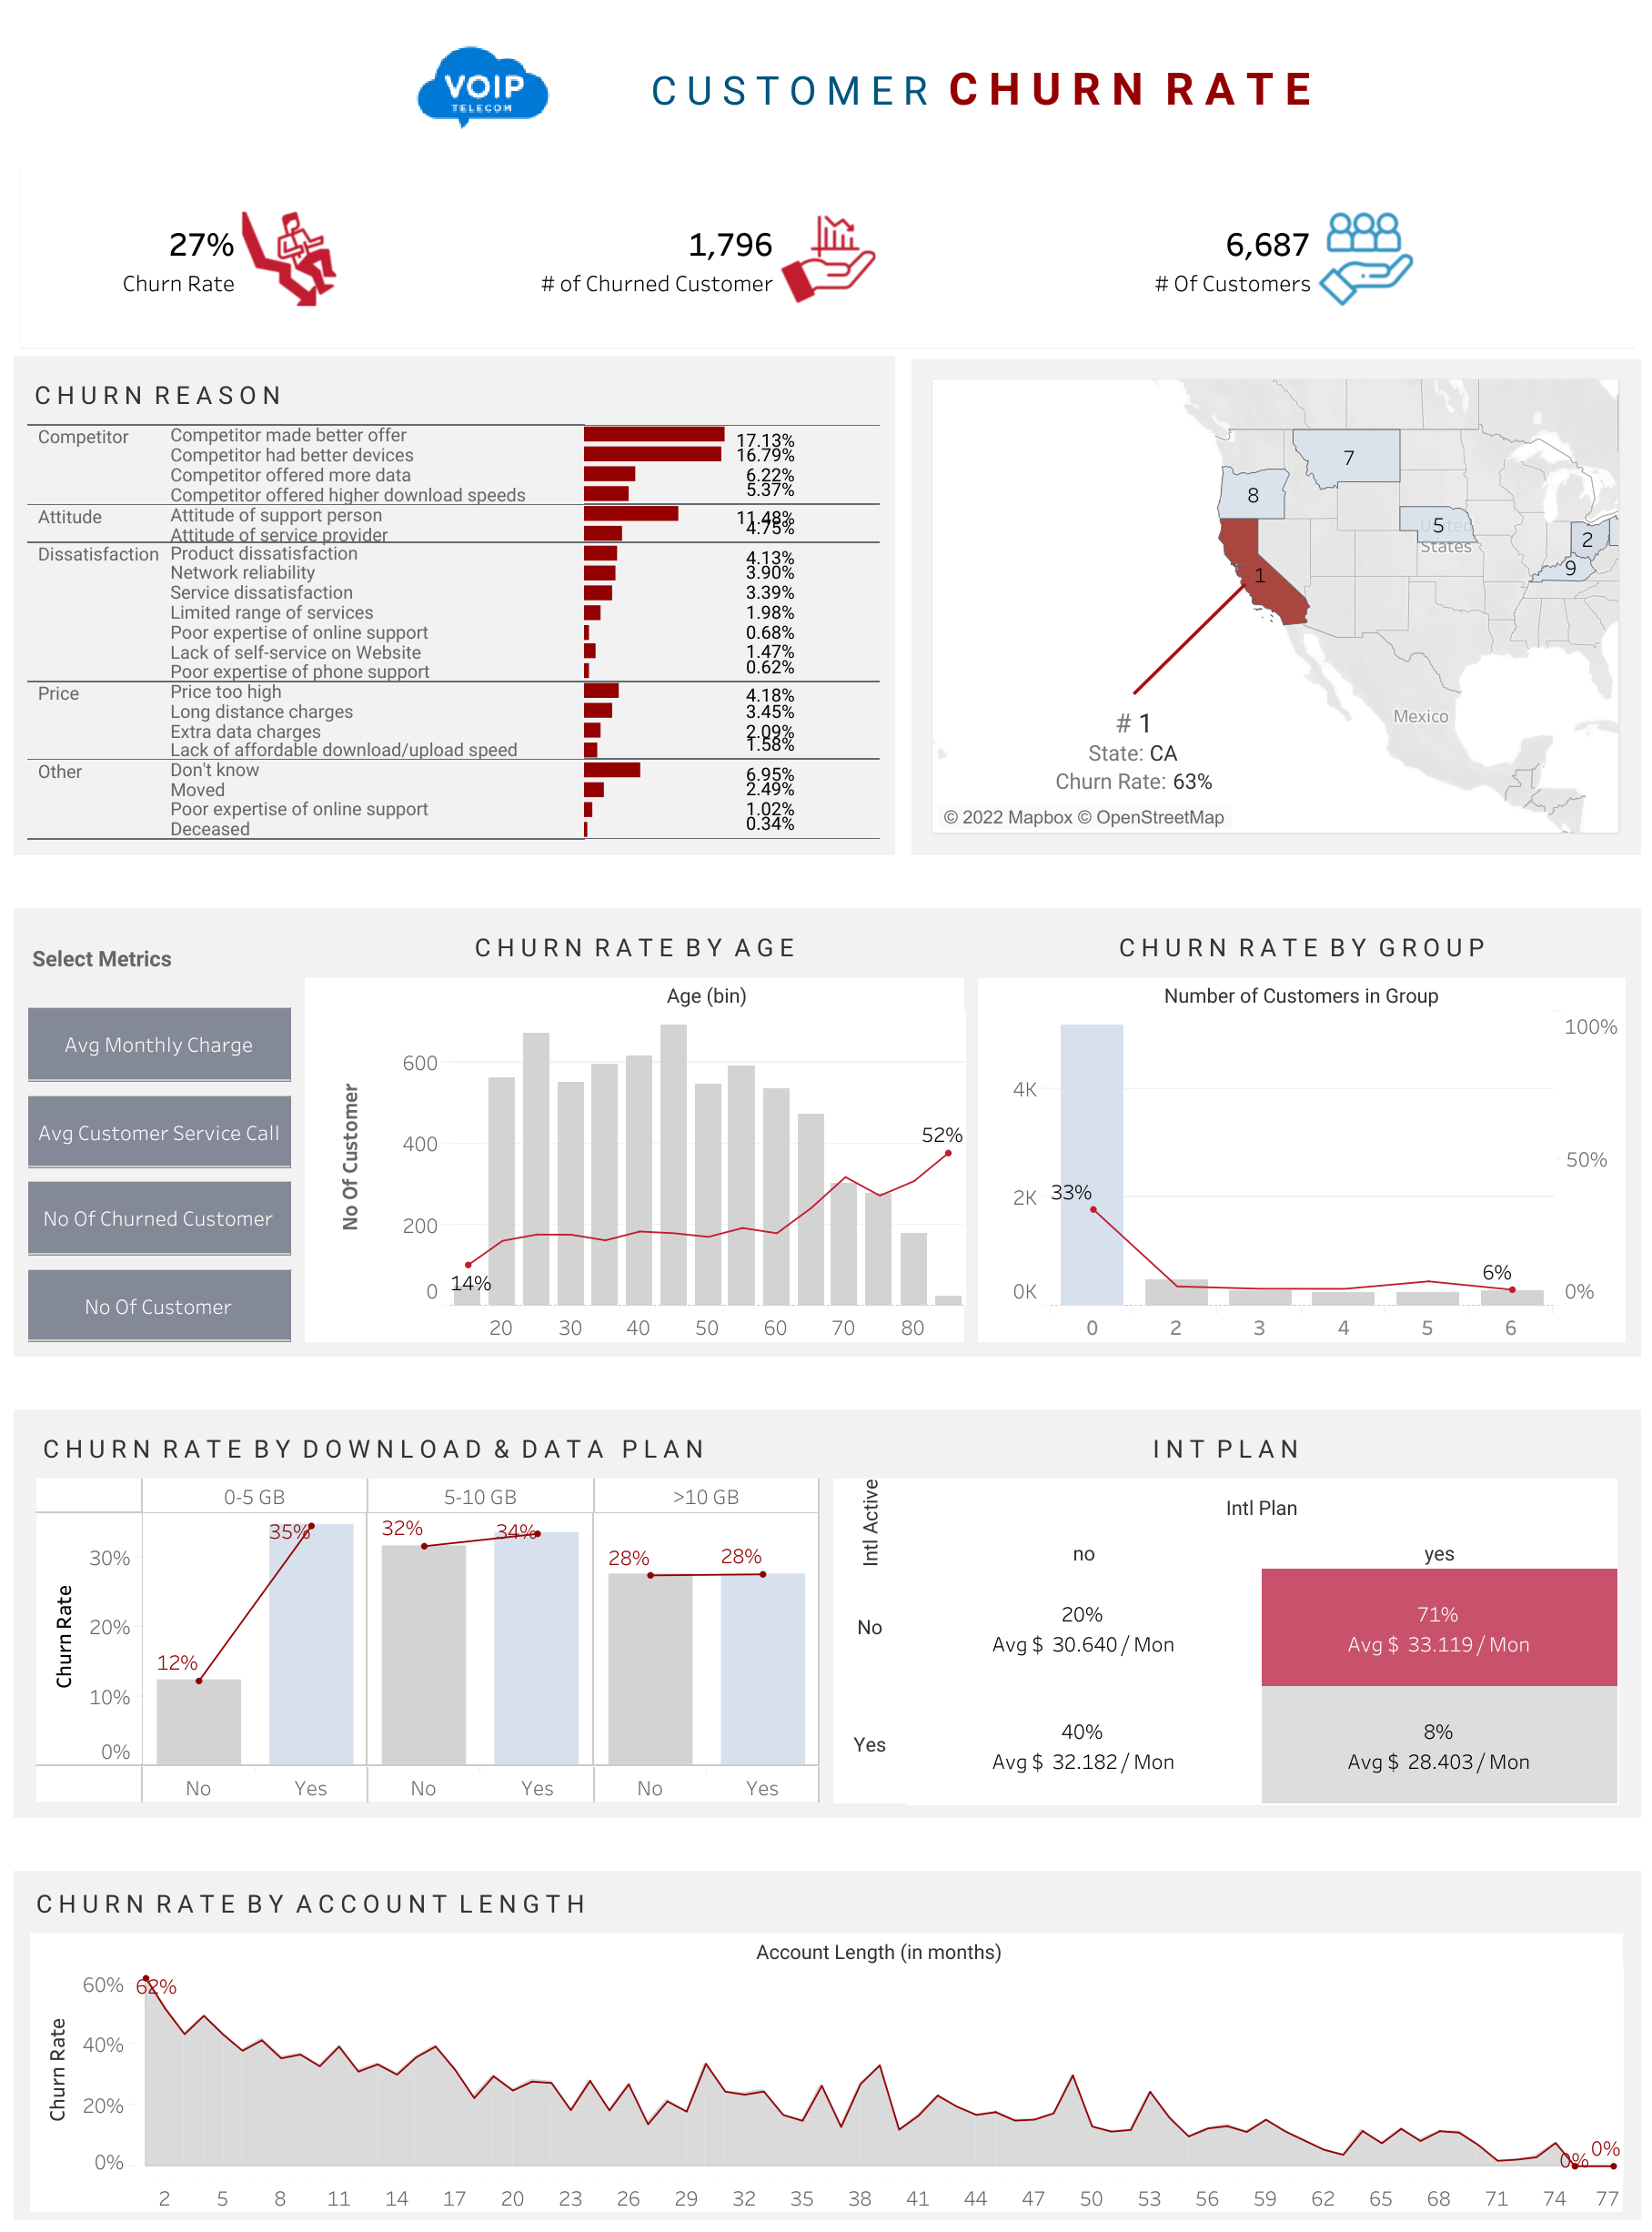 VOIP
TELECOM
CUSTOMER CHURN RATE
27%
Churn Rate
1,796
# of Churned Customer
6,687
# Of Customers
CHURN REASON
Competitor
Competitor made better offer 17.13%
Competitor had better devices 16.79%
Competitor offered more data 6.22%
Competitor offered higher download speeds 5.37%
Attitude
Attitude of support person 11.48%
Attitude of service provider 4.75%
Dissatisfaction
Product dissatisfaction 4.13%
Network reliability 3.90%
Service dissatisfaction 3.39%
Limited range of services 1.98%
Poor expertise of online support 0.68%
Lack of self-service on Website 1.47%
Poor expertise of phone support 0.62%
Price
Price too high 4.18%
Long distance charges 3.45%
Extra data charges 2.09%
Lack of affordable download/upload speed 1.58%
Other
Don't know 6.95%
Moved 2.49%
Poor expertise of online support 1.02%
Deceased 0.34%
7
8
5
United
States
2
9
1
Mexico
# 1
State: CA
Churn Rate: 63%
© 2022 Mapbox © OpenStreetMap
Select Metrics
Avg Monthly Charge
Avg Customer Service Call
No Of Churned Customer
No Of Customer
CHURN RATE BY AGE
Age (bin)
No Of Customer
600
400
200
0
14%
52%
20 30 40 50 60 70 80
CHURN RATE BY GROUP
Number of Customers in Group
4K
2K
0K
33%
6%
100%
50%
0%
0 2 3 4 5 6
CHURN RATE BY DOWNLOAD & DATA PLAN
0-5 GB 5-10 GB >10 GB
Churn Rate
30%
20%
10%
0%
12% 35% 32% 34% 28% 28%
No Yes No Yes No Yes
INT PLAN
Intl Active
Intl Plan
no yes
No
20%
Avg $ 30.640 / Mon
71%
Avg $ 33.119 / Mon
Yes
40%
Avg $ 32.182 / Mon
8%
Avg $ 28.403 / Mon
CHURN RATE BY ACCOUNT LENGTH
Account Length (in months)
Churn Rate
60%
40%
20%
0%
62%
0%
0%
2 5 8 11 14 17 20 23 26 29 32 35 38 41 44 47 50 53 56 59 62 65 68 71 74 77